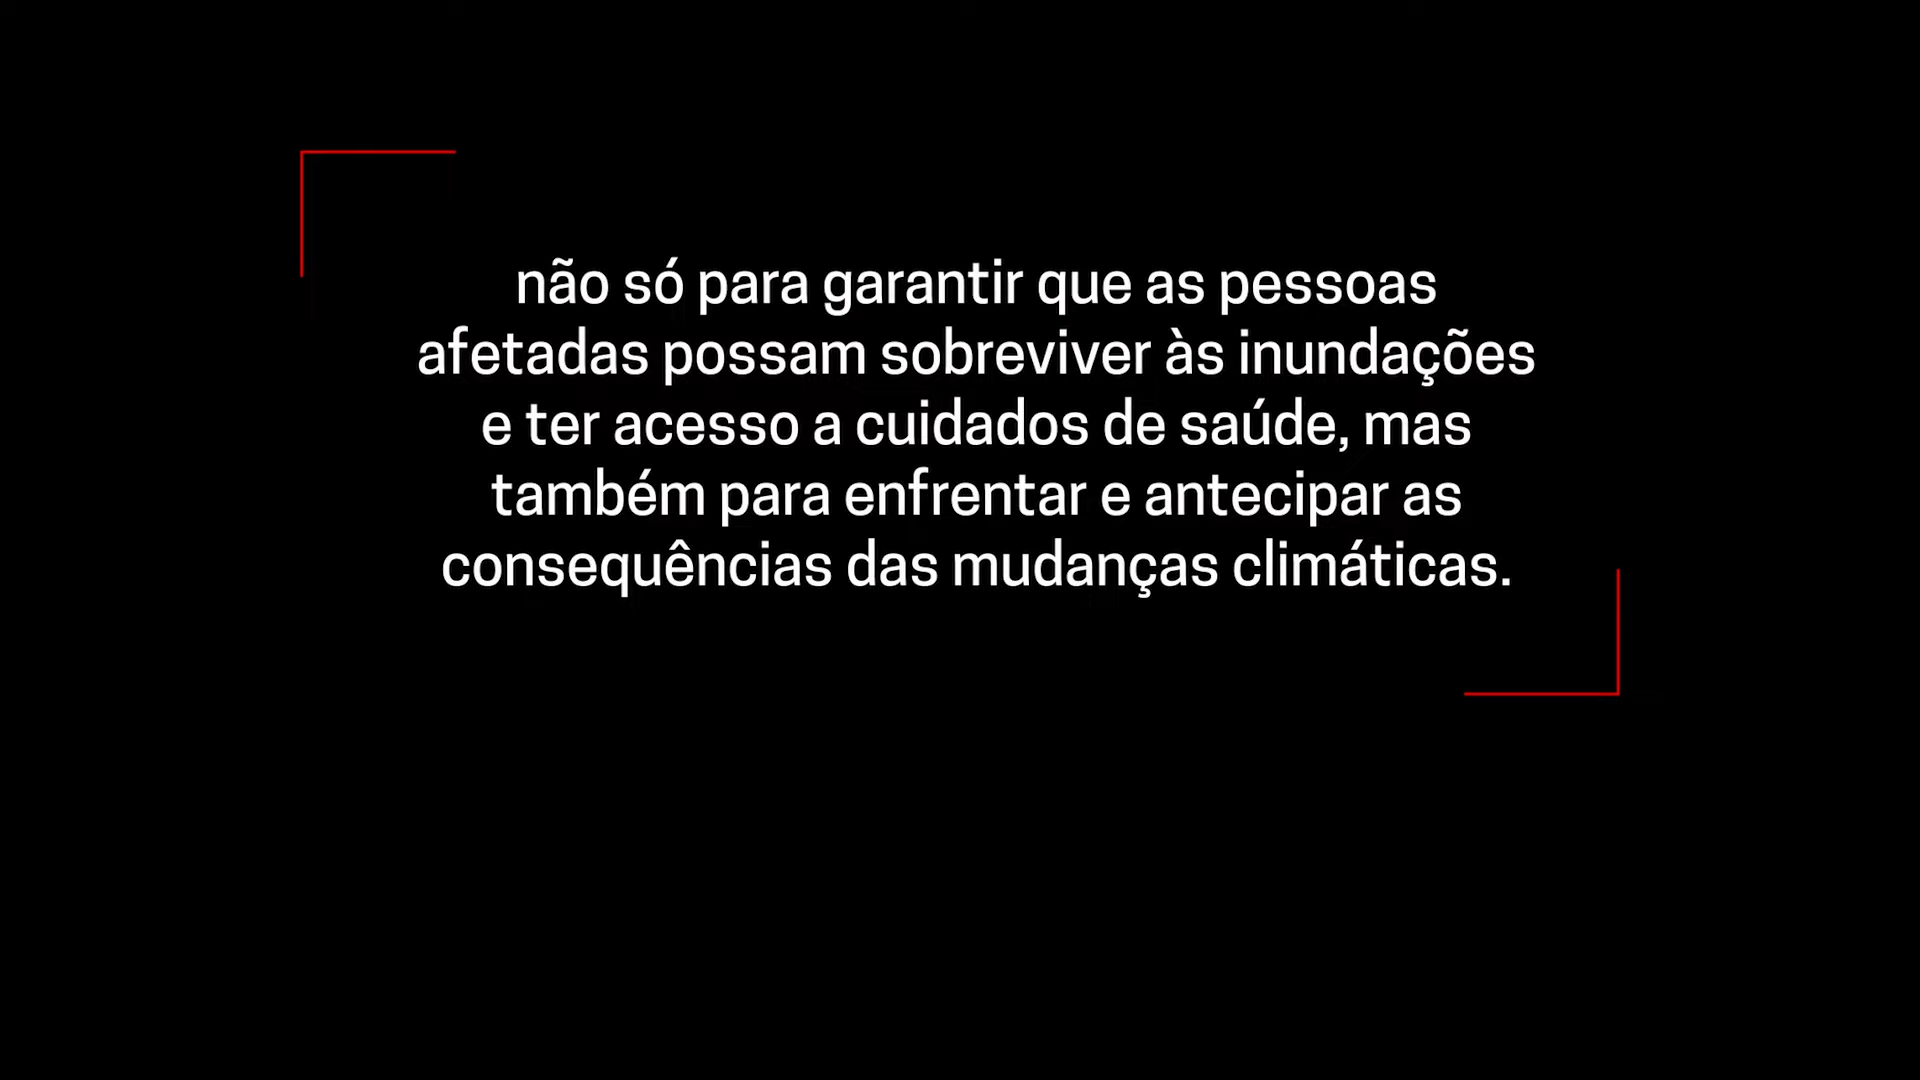 não só para garantir que as pessoas
afetadas possam sobreviver às inundações
e ter acesso a cuidados de saúde, mas
também para enfrentar e antecipar as
consequências das mudanças climáticas.